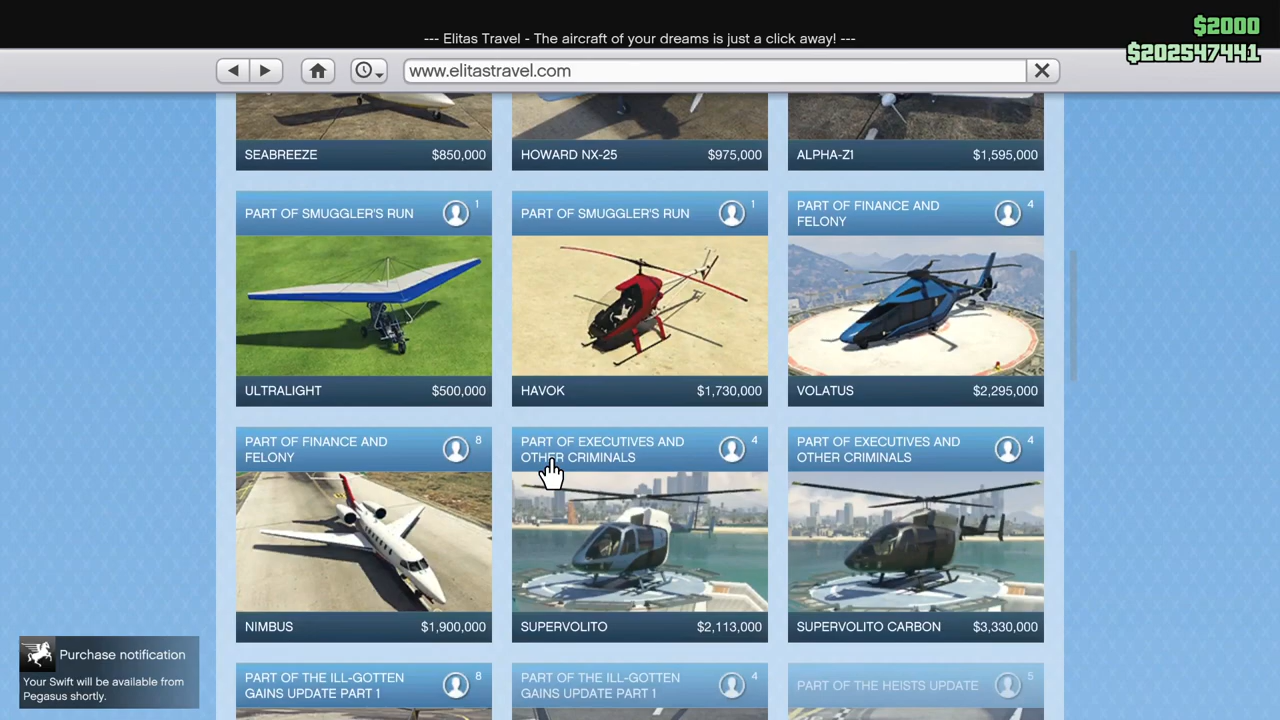 --- Elitas Travel - The aircraft of your dreams is just a click away! ---
$2000
$202547441
www.elitastravel.com
SEABREEZE $850,000
HOWARD NX-25 $975,000
ALPHA-Z1 $1,595,000
PART OF SMUGGLER'S RUN 1
ULTRALIGHT $500,000
PART OF SMUGGLER'S RUN 1
HAVOK $1,730,000
PART OF FINANCE AND 4
FELONY
VOLATUS $2,295,000
PART OF FINANCE AND 8
FELONY
NIMBUS $1,900,000
PART OF EXECUTIVES AND 4
OTHER CRIMINALS
SUPERVOLITO $2,113,000
PART OF EXECUTIVES AND 4
OTHER CRIMINALS
SUPERVOLITO CARBON $3,330,000
PART OF THE ILL-GOTTEN 8
GAINS UPDATE PART 1
PART OF THE ILL-GOTTEN 4
GAINS UPDATE PART 1
PART OF THE HEISTS UPDATE 5
Purchase notification
Your Swift will be available from
Pegasus shortly.